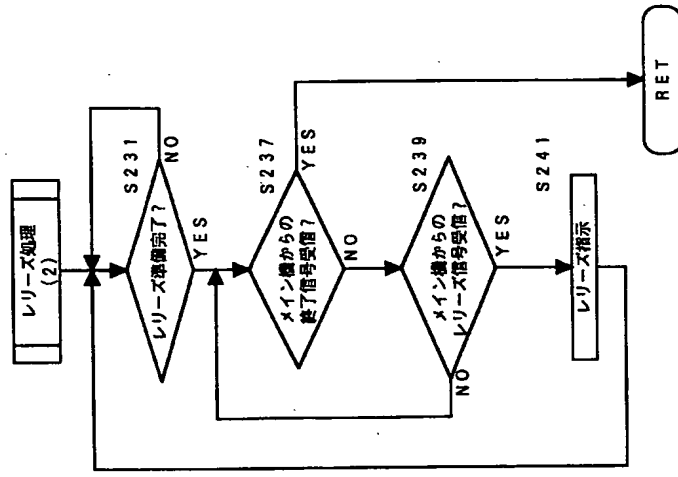 レリーズ処理
(2)
S231
レリーズ準備完了?
NO
YES
S237
メイン機からの
終了信号受信?
YES
NO
S239
メイン機からの
レリーズ信号受信?
NO
YES
S241
レリーズ指示
RET